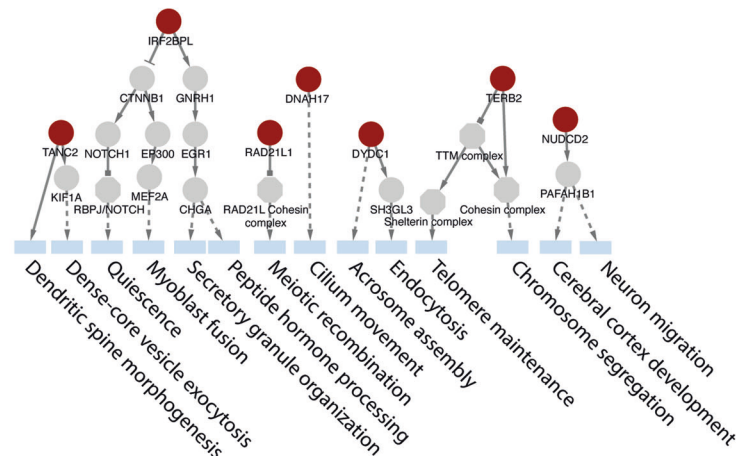 IRF2BPL
CTNNB1
GNRH1
DNAH17
TERB2
TANC2
NOTCH1
EP300
EGR1
RAD21L1
DYDC1
TTM complex
NUDCD2
KIF1A
RBPJ/NOTCH
MEF2A
CHGA
RAD21L Cohesin
complex
SH3GL3
Shelterin complex
Cohesin complex
PAFAH1B1
Dendritic spine morphogenesis
Dense-core vesicle exocytosis
Quiescence
Myoblast fusion
Secretory granule organization
Peptide hormone processing
Meiotic recombination
Cilium movement
Acrosome assembly
Endocytosis
Telomere maintenance
Chromosome segregation
Cerebral cortex development
Neuron migration